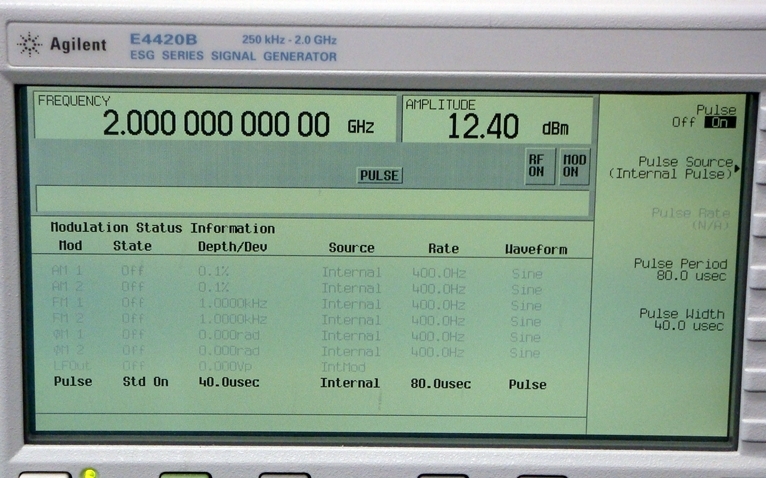 Agilent E4420B 250 kHz - 2.0 GHz
ESG SERIES SIGNAL GENERATOR
FREQUENCY
2.000 000 000 00 GHz
AMPLITUDE
12.40 dBm
RF ON
MOD ON
PULSE
Modulation Status Information
Mod State Depth/Dev Source Rate Waveform
AM 1 Off 0.1% Internal 400.0Hz Sine
AM 2 Off 0.1% Internal 400.0Hz Sine
FM 1 Off 1.0000kHz Internal 400.0Hz Sine
FM 2 Off 1.0000kHz Internal 400.0Hz Sine
ΦM 1 Off 0.000rad Internal 400.0Hz Sine
ΦM 2 Off 0.000rad Internal 400.0Hz Sine
LFOut Off 0.000Vp IntMod
Pulse Std On 40.0usec Internal 80.0usec Pulse
Pulse
Off On
Pulse Source
(Internal Pulse)
Pulse Rate
(N/A)
Pulse Period
80.0 usec
Pulse Width
40.0 usec